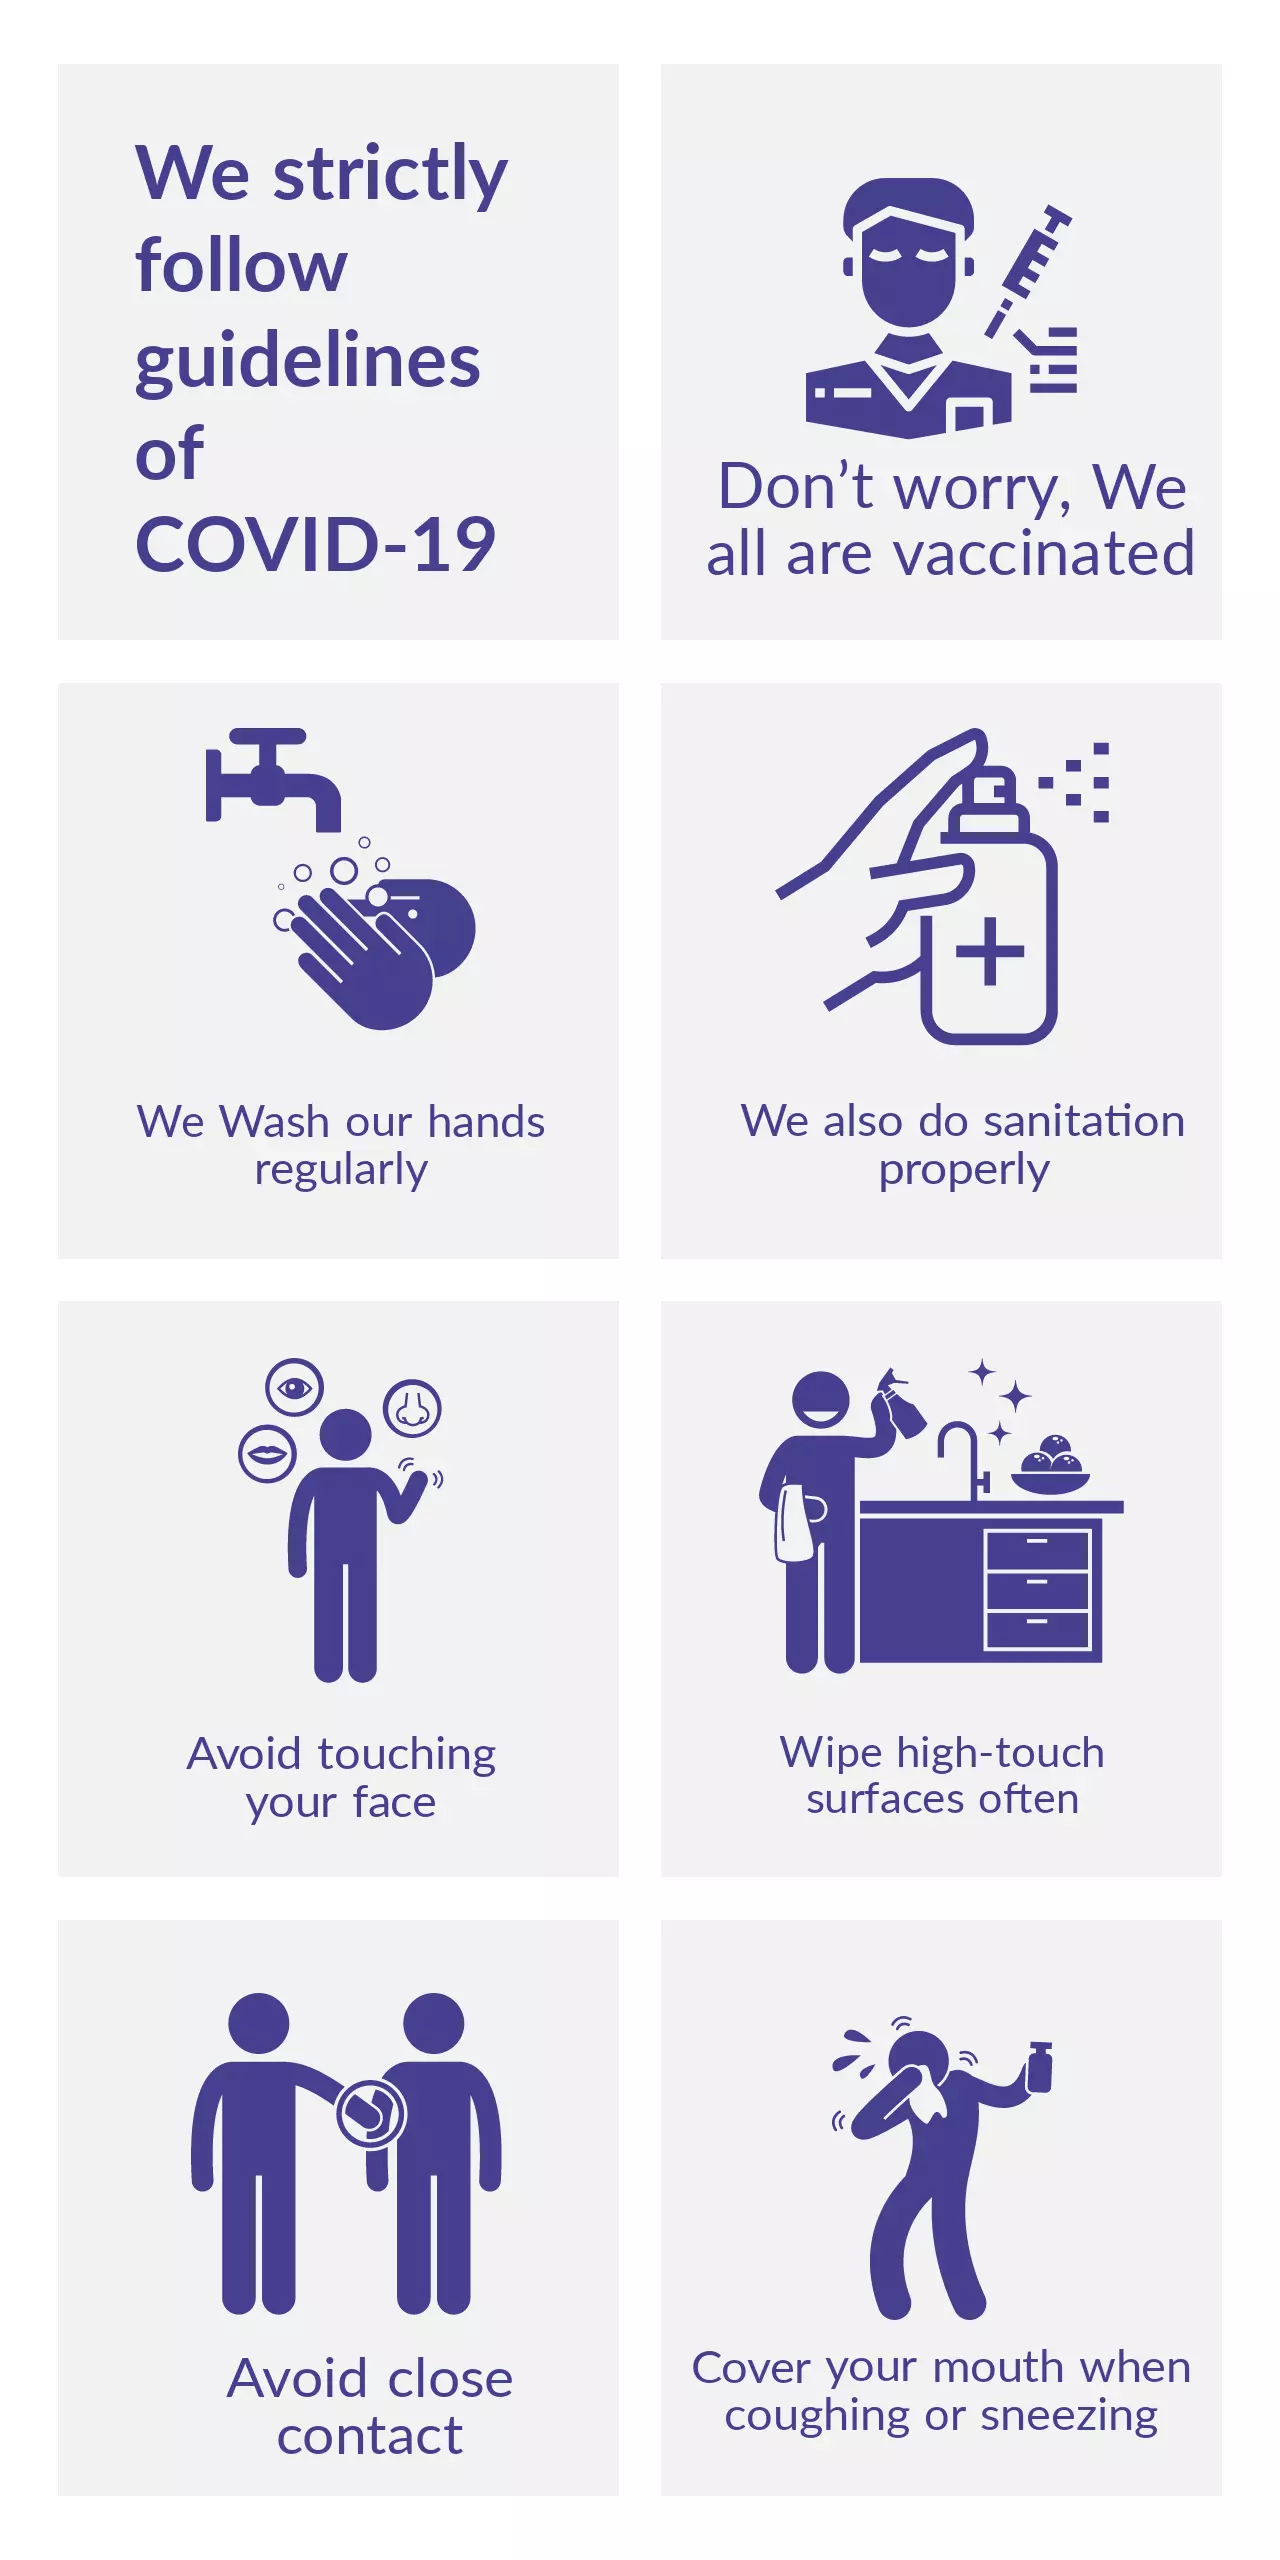 We strictly
follow
guidelines
of
COVID-19
Don't worry, We
all are vaccinated
We Wash our hands
regularly
We also do sanitation
properly
Avoid touching
your face
Wipe high-touch
surfaces often
Avoid close
contact
Cover your mouth when
coughing or sneezing